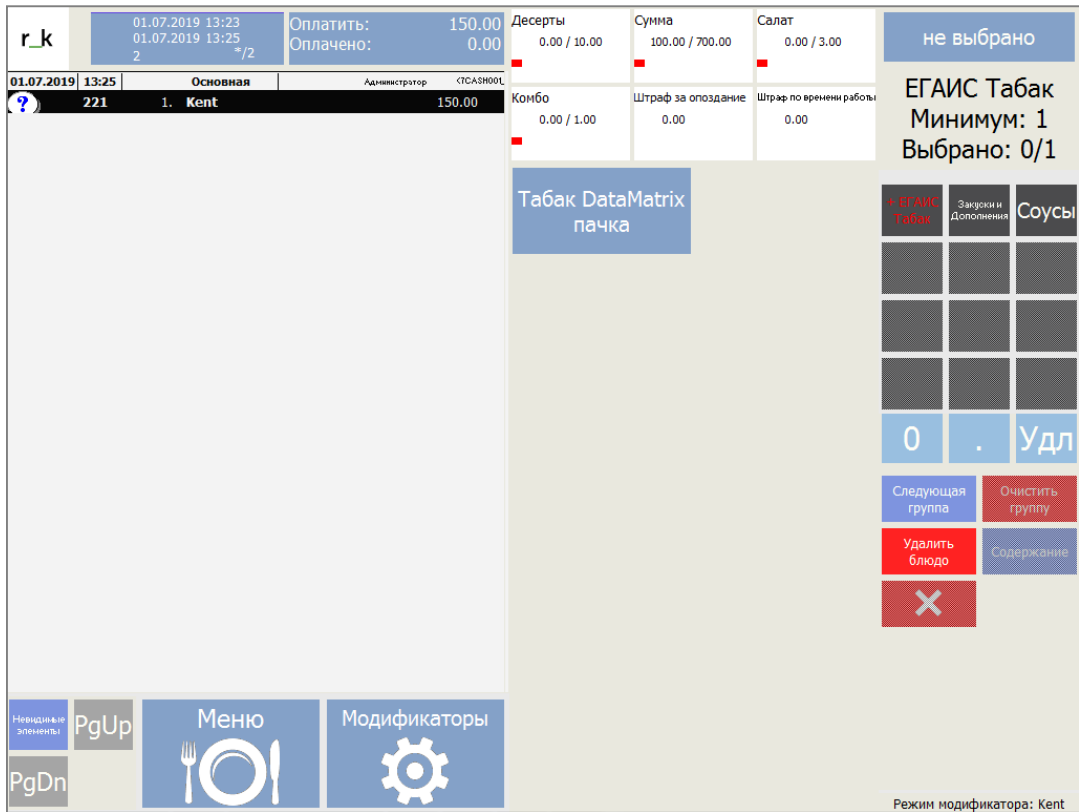 r_k
01.07.2019 13:23
01.07.2019 13:25
2 */2
Оплатить: 150.00
Оплачено: 0.00
01.07.2019 13:25 Основная Администратор <TCASH001_
? 221 1. Kent 150.00
Десерты
0.00 / 10.00
Сумма
100.00 / 700.00
Салат
0.00 / 3.00
Комбо
0.00 / 1.00
Штраф за опоздание
0.00
Штраф по времени работы
0.00
Табак DataMatrix
пачка
не выбрано
ЕГАИС Табак
Минимум: 1
Выбрано: 0/1
+ ЕГАИС
Табак
Закуски и
Дополнения
Соусы
0 . Удл
Следующая
группа
Очистить
группу
Удалить
блюдо
Содержание
Невидимые
элементы
PgUp
PgDn
Меню
Модификаторы
Режим модификатора: Kent